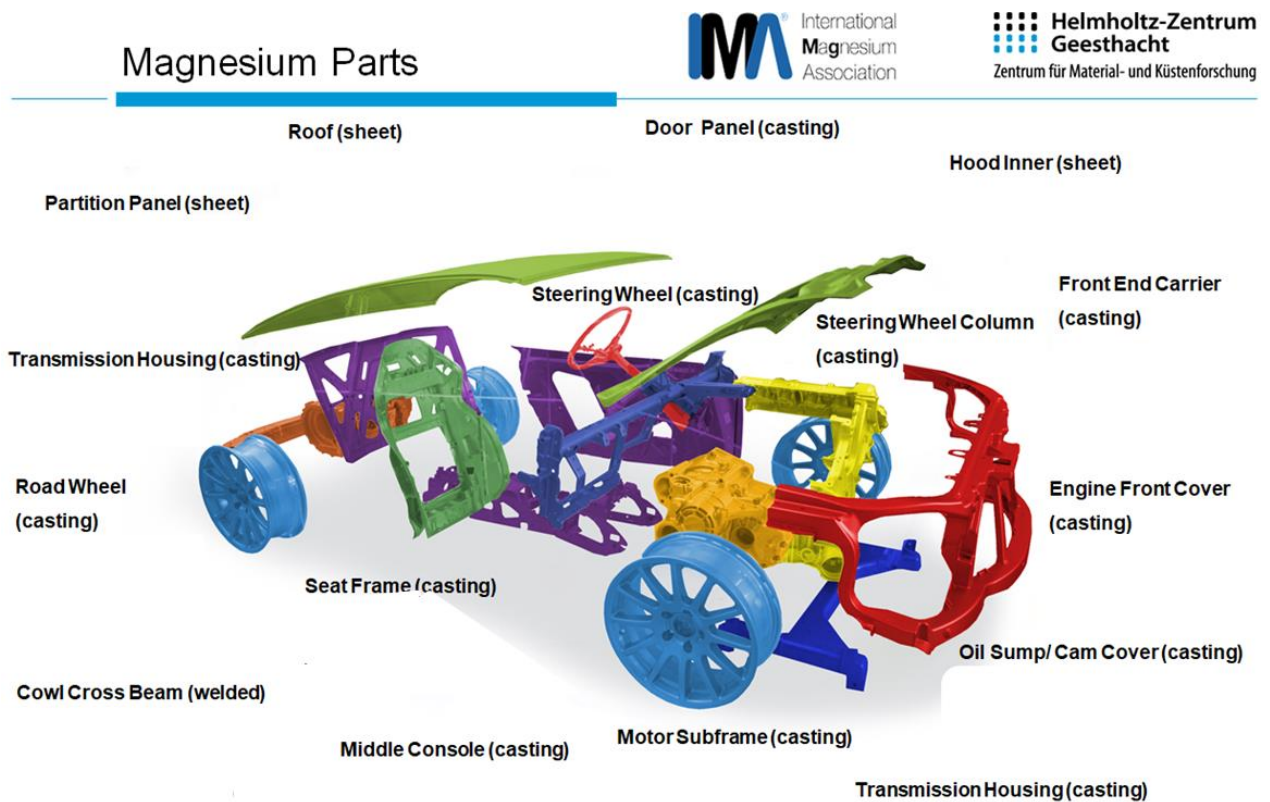 Magnesium Parts
IMA®
International
Magnesium
Association
Helmholtz-Zentrum
Geesthacht
Zentrum für Material- und Küstenforschung
Roof (sheet)
Door Panel (casting)
Hood Inner (sheet)
Partition Panel (sheet)
Steering Wheel (casting)
Front End Carrier
(casting)
Steering Wheel Column
(casting)
Transmission Housing (casting)
Road Wheel
(casting)
Engine Front Cover
(casting)
Seat Frame (casting)
Oil Sump/ Cam Cover (casting)
Cowl Cross Beam (welded)
Motor Subframe (casting)
Middle Console (casting)
Transmission Housing (casting)